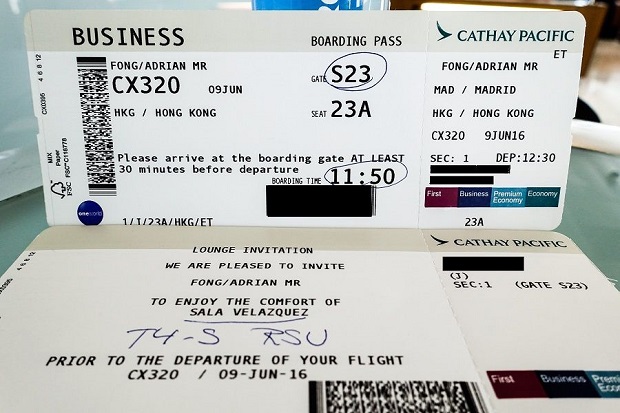 BUSINESS
BOARDING PASS
FONG/ADRIAN MR
CX320 09JUN
GATE S23
HKG / HONG KONG
SEAT 23A
Please arrive at the boarding gate AT LEAST
30 minutes before departure
BOARDING TIME 11:50
1/I/23A/HKG/ET
oneworld
MIX
Paper
FSC
CATHAY PACIFIC
ET
FONG/ADRIAN MR
MAD / MADRID
HKG / HONG KONG
CX320 9JUN16
SEC: 1 DEP:12:30
First Business Premium Economy Economy
23A
LOUNGE INVITATION
WE ARE PLEASED TO INVITE
FONG/ADRIAN MR
TO ENJOY THE COMFORT OF
SALA VELAZQUEZ
T4-S RSU
PRIOR TO THE DEPARTURE OF YOUR FLIGHT
CX320 / 09-JUN-16
CATHAY PACIFIC
(J)
SEC:1 (GATE S23)
First Business